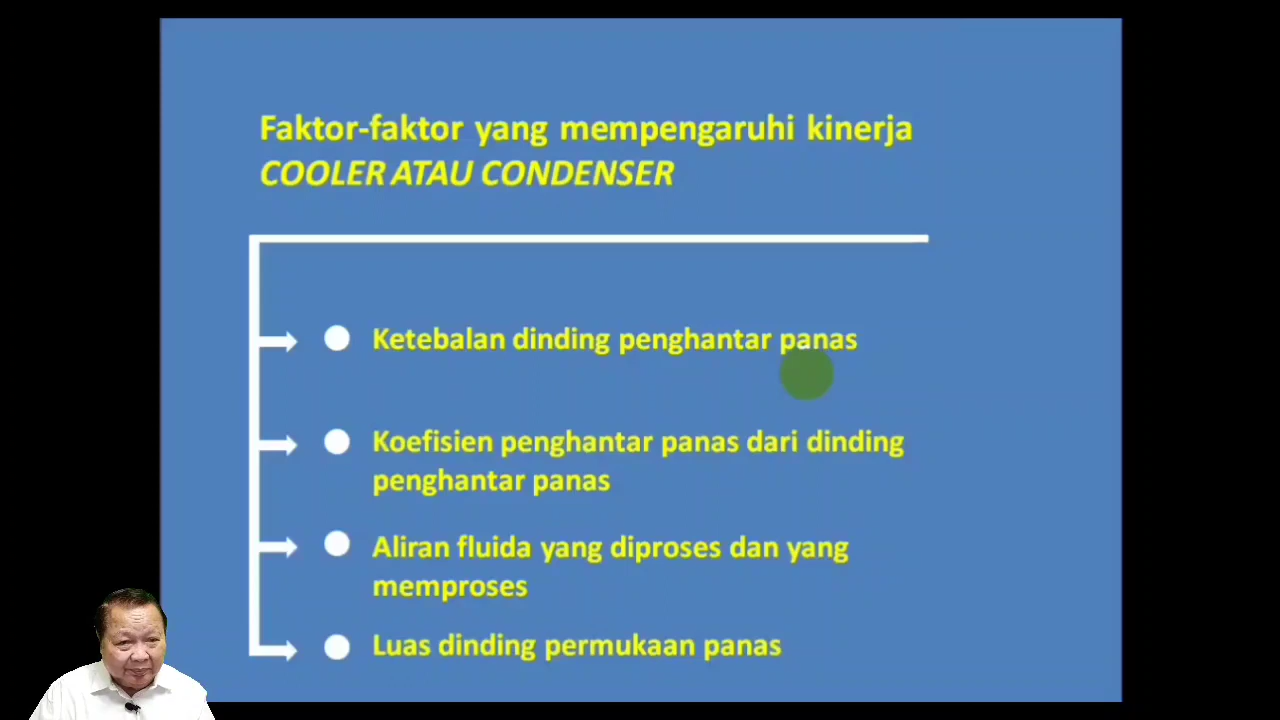 Faktor-faktor yang mempengaruhi kinerja
COOLER ATAU CONDENSER
Ketebalan dinding penghantar panas
Koefisien penghantar panas dari dinding
penghantar panas
Aliran fluida yang diproses dan yang
memproses
Luas dinding permukaan panas